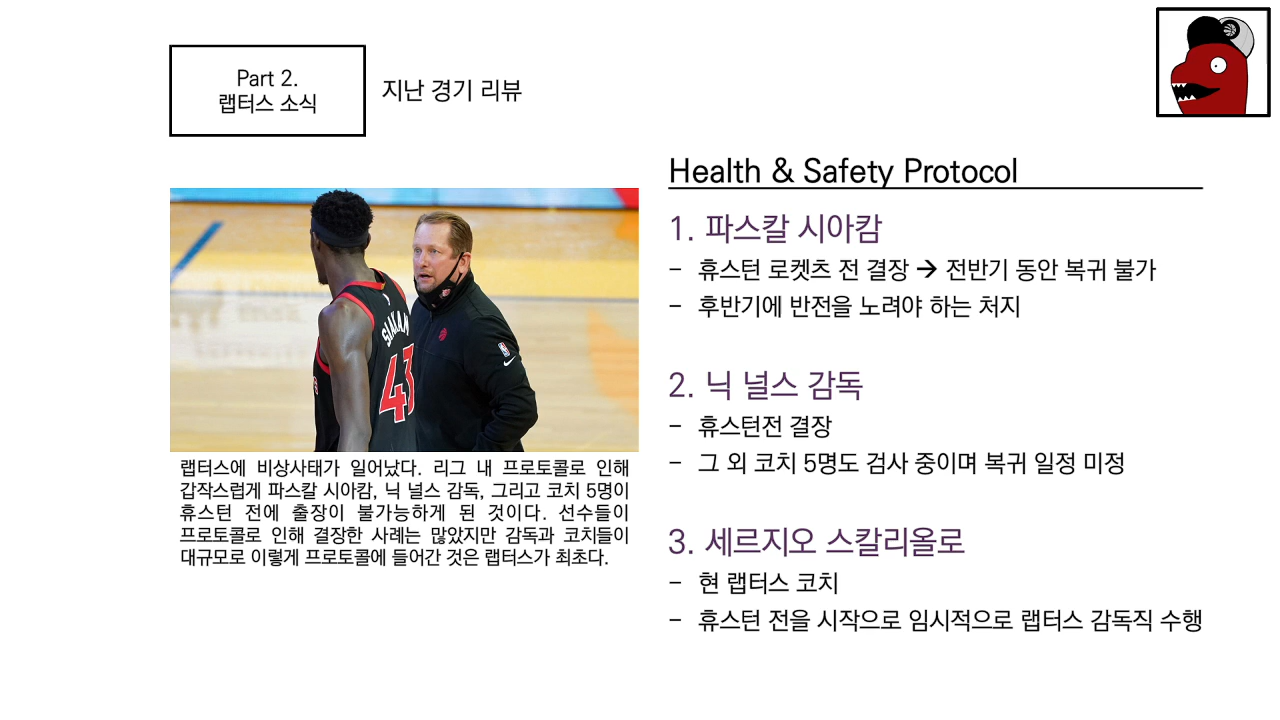 Part 2.
랩터스 소식
지난 경기 리뷰
Health & Safety Protocol
1. 파스칼 시아캄
- 휴스턴 로켓츠 전 결장 → 전반기 동안 복귀 불가
- 후반기에 반전을 노려야 하는 처지
2. 닉 널스 감독
- 휴스턴전 결장
- 그 외 코치 5명도 검사 중이며 복귀 일정 미정
3. 세르지오 스칼리올로
- 현 랩터스 코치
- 휴스턴 전을 시작으로 임시적으로 랩터스 감독직 수행
SIAKAM
43
랩터스에 비상사태가 일어났다. 리그 내 프로토콜로 인해
갑작스럽게 파스칼 시아캄, 닉 널스 감독, 그리고 코치 5명이
휴스턴 전에 출장이 불가능하게 된 것이다. 선수들이
프로토콜로 인해 결장한 사례는 많았지만 감독과 코치들이
대규모로 이렇게 프로토콜에 들어간 것은 랩터스가 최초다.